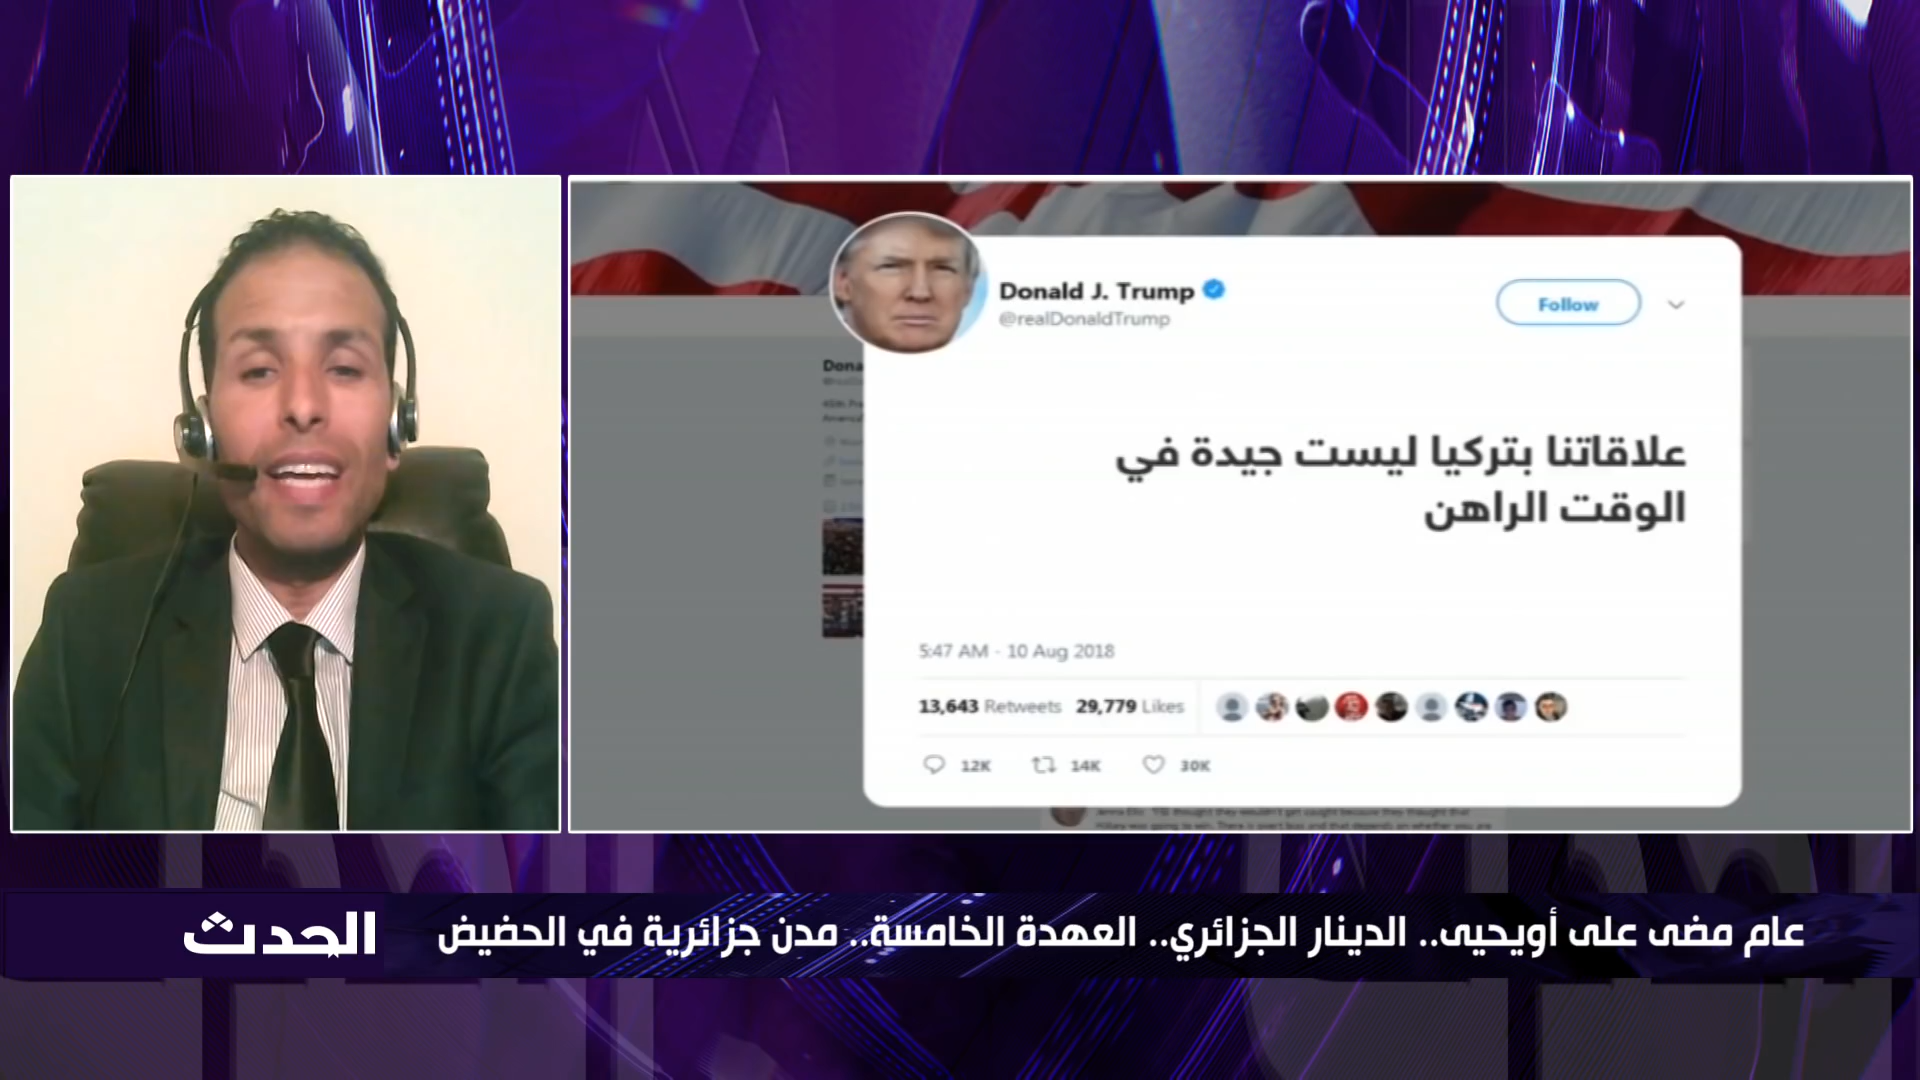 Donald J. Trump
@realDonaldTrump
Follow
علاقاتنا بتركيا ليست جيدة في
الوقت الراهن
5:47 AM - 10 Aug 2018
13,643 Retweets 29,779 Likes
12K 14K 30K
Dona
عام مضى على أويحيى.. الدينار الجزائري.. العهدة الخامسة.. مدن جزائرية في الحضيض
الحدث